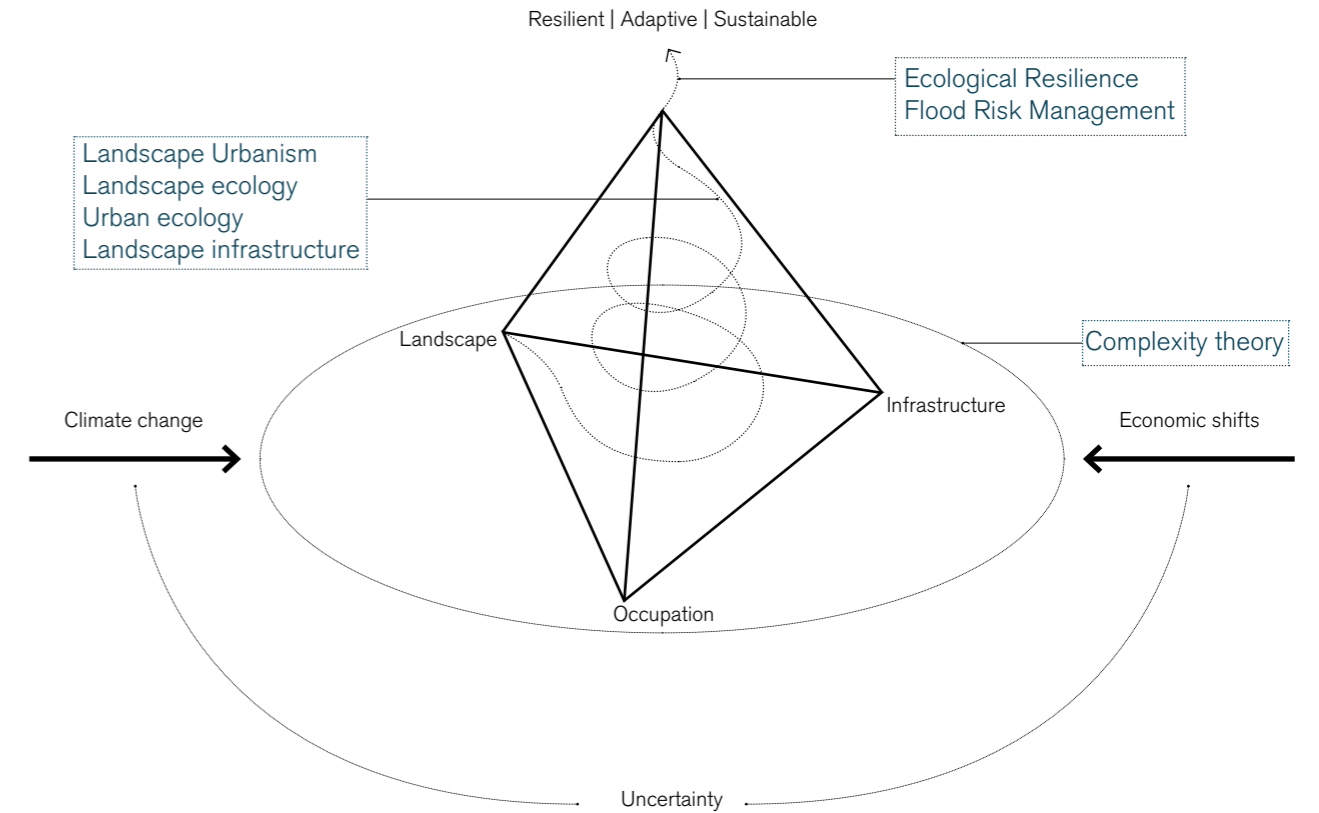 Resilient | Adaptive | Sustainable
Ecological Resilience
Flood Risk Management
Landscape Urbanism
Landscape ecology
Urban ecology
Landscape infrastructure
Landscape
Complexity theory
Infrastructure
Climate change
Economic shifts
Occupation
Uncertainty